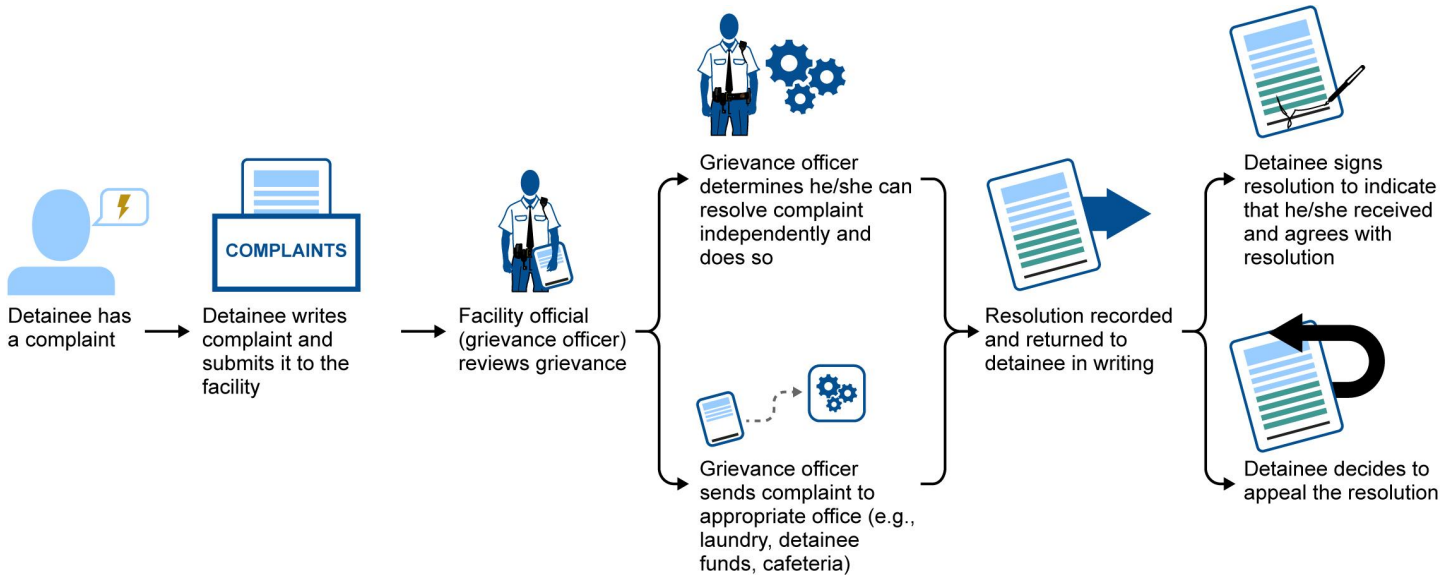 Detainee has
a complaint
COMPLAINTS
Detainee writes
complaint and
submits it to the
facility
Facility official
(grievance officer)
reviews grievance
Grievance officer
determines he/she can
resolve complaint
independently and
does so
Grievance officer
sends complaint to
appropriate office (e.g.,
laundry, detainee
funds, cafeteria)
Resolution recorded
and returned to
detainee in writing
Detainee signs
resolution to indicate
that he/she received
and agrees with
resolution
Detainee decides to
appeal the resolution